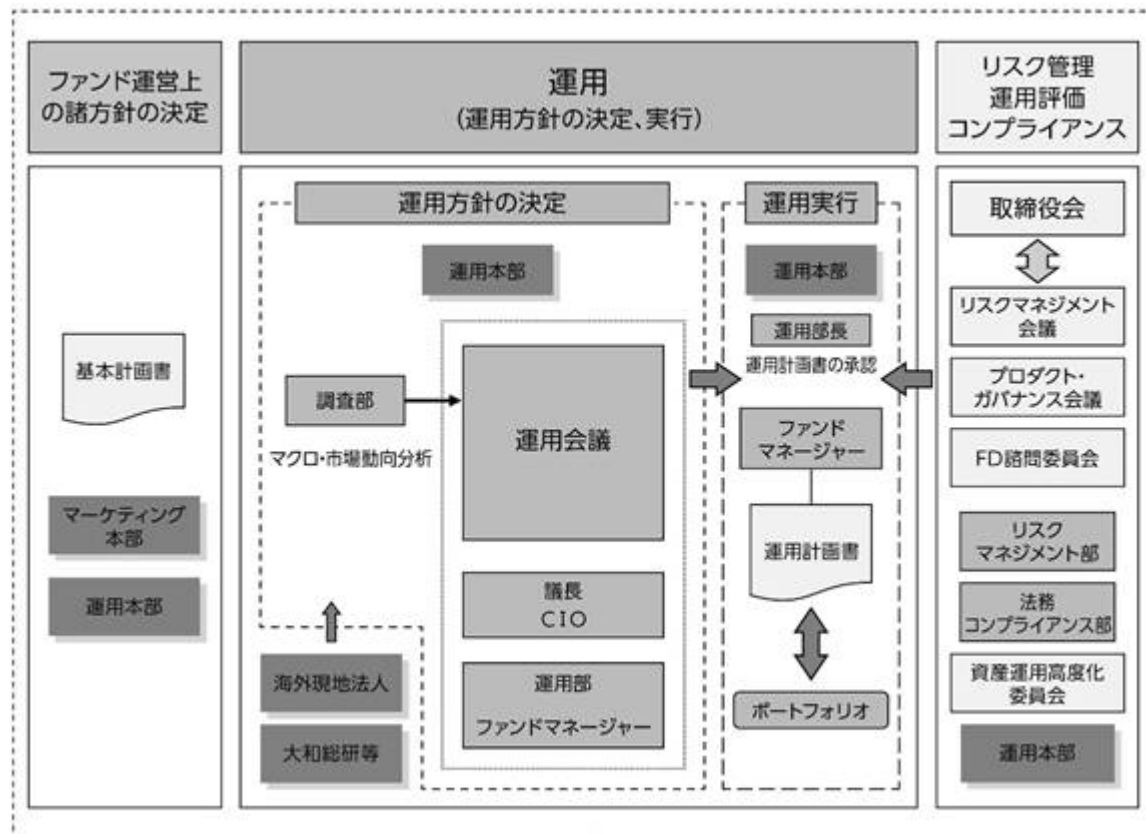 ファンド運営上
の諸方針の決定
基本計画書
マーケティング
本部
運用本部
運用
(運用方針の決定、実行)
運用方針の決定
運用本部
調査部
マクロ・市場動向分析
運用会議
議長
CIO
運用部
ファンドマネージャー
海外現地法人
大和総研等
運用実行
運用本部
運用部長
運用計画書の承認
ファンド
マネージャー
運用計画書
ポートフォリオ
リスク管理
運用評価
コンプライアンス
取締役会
リスクマネジメント
会議
プロダクト・
ガバナンス会議
FD諮問委員会
リスク
マネジメント部
法務
コンプライアンス部
資産運用高度化
委員会
運用本部